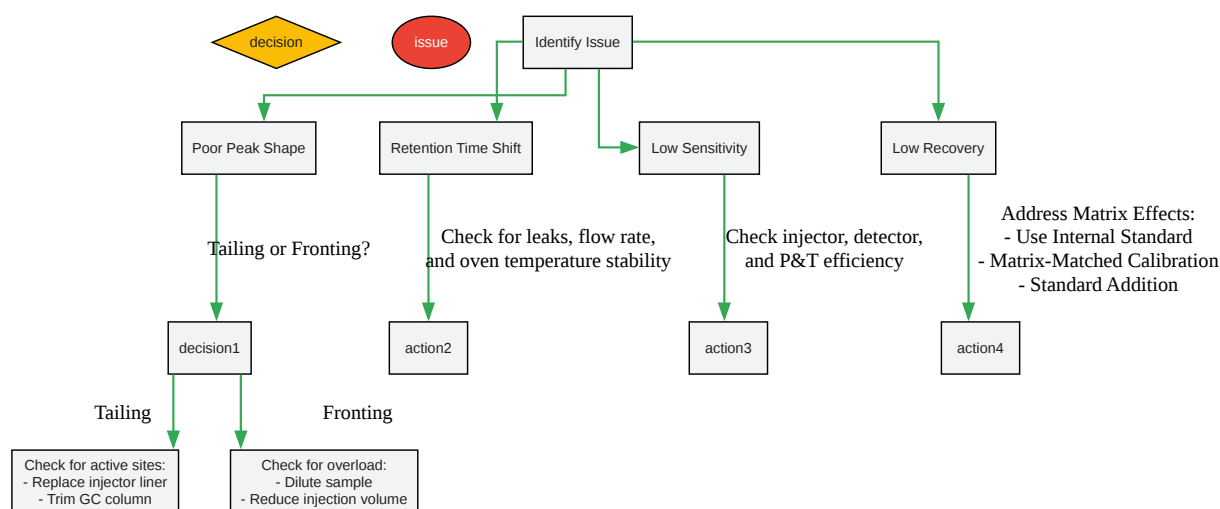 decision
issue
Identify Issue
Poor Peak Shape
Retention Time Shift
Low Sensitivity
Low Recovery
Tailing or Fronting?
Check for leaks, flow rate,
and oven temperature stability
Check injector, detector,
and P&T efficiency
Address Matrix Effects:
- Use Internal Standard
- Matrix-Matched Calibration
- Standard Addition
decision1
action2
action3
action4
Tailing
Fronting
Check for active sites:
- Replace injector liner
- Trim GC column
Check for overload:
- Dilute sample
- Reduce injection volume